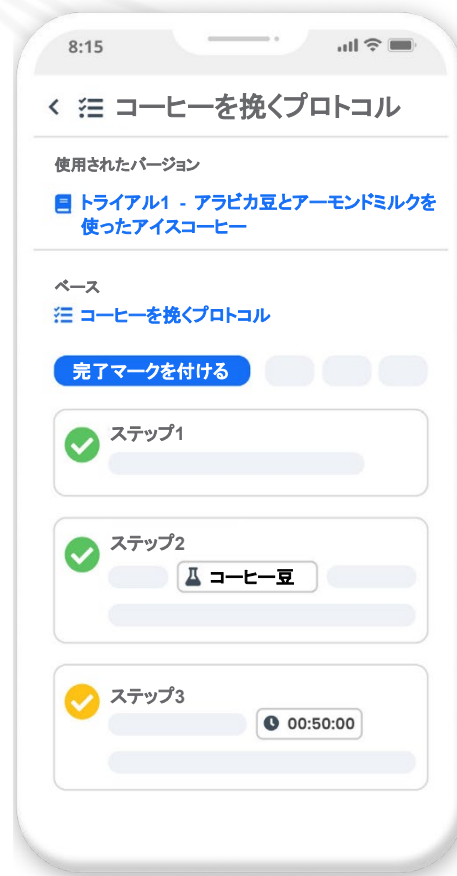 8:15
コーヒーを挽くプロトコル
使用されたバージョン
トライアル1 - アラビカ豆とアーモンドミルクを
使ったアイスコーヒー
ベース
コーヒーを挽くプロトコル
完了マークを付ける
ステップ1
ステップ2
コーヒー豆
ステップ3
00:50:00